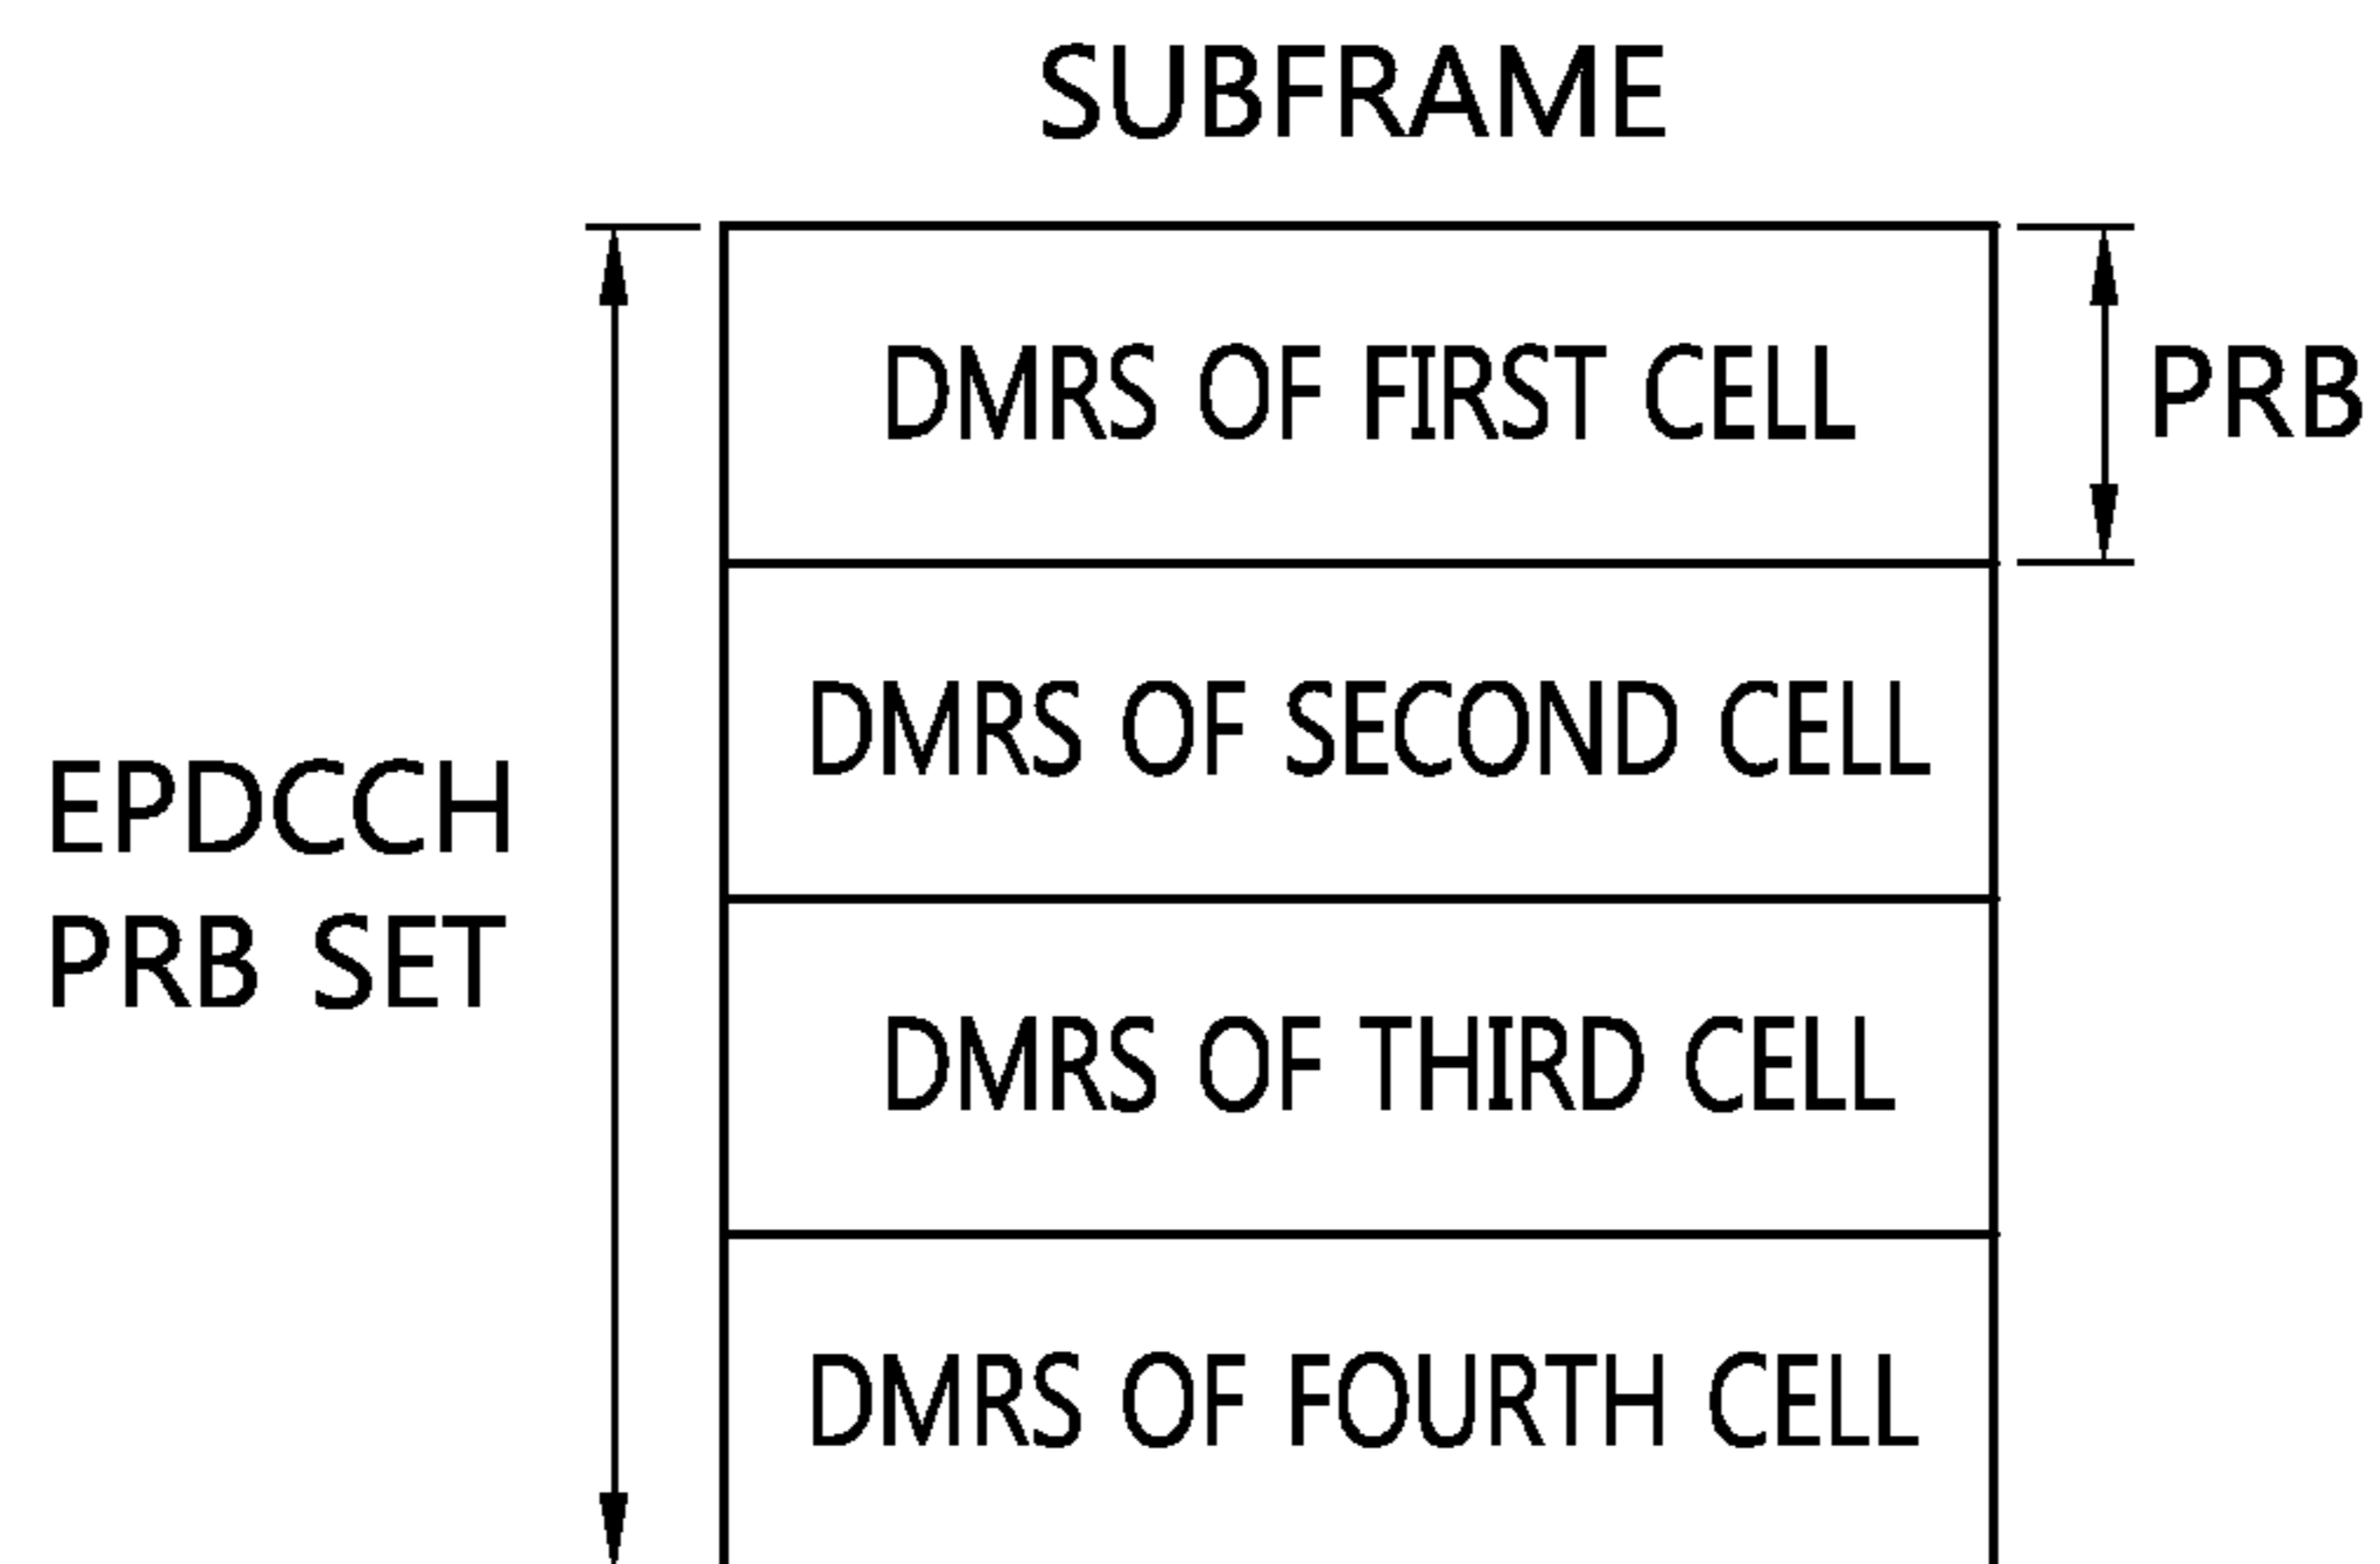 SUBFRAME
DMRS OF FIRST CELL
PRB
DMRS OF SECOND CELL
EPDCCH
PRB SET
DMRS OF THIRD CELL
DMRS OF FOURTH CELL